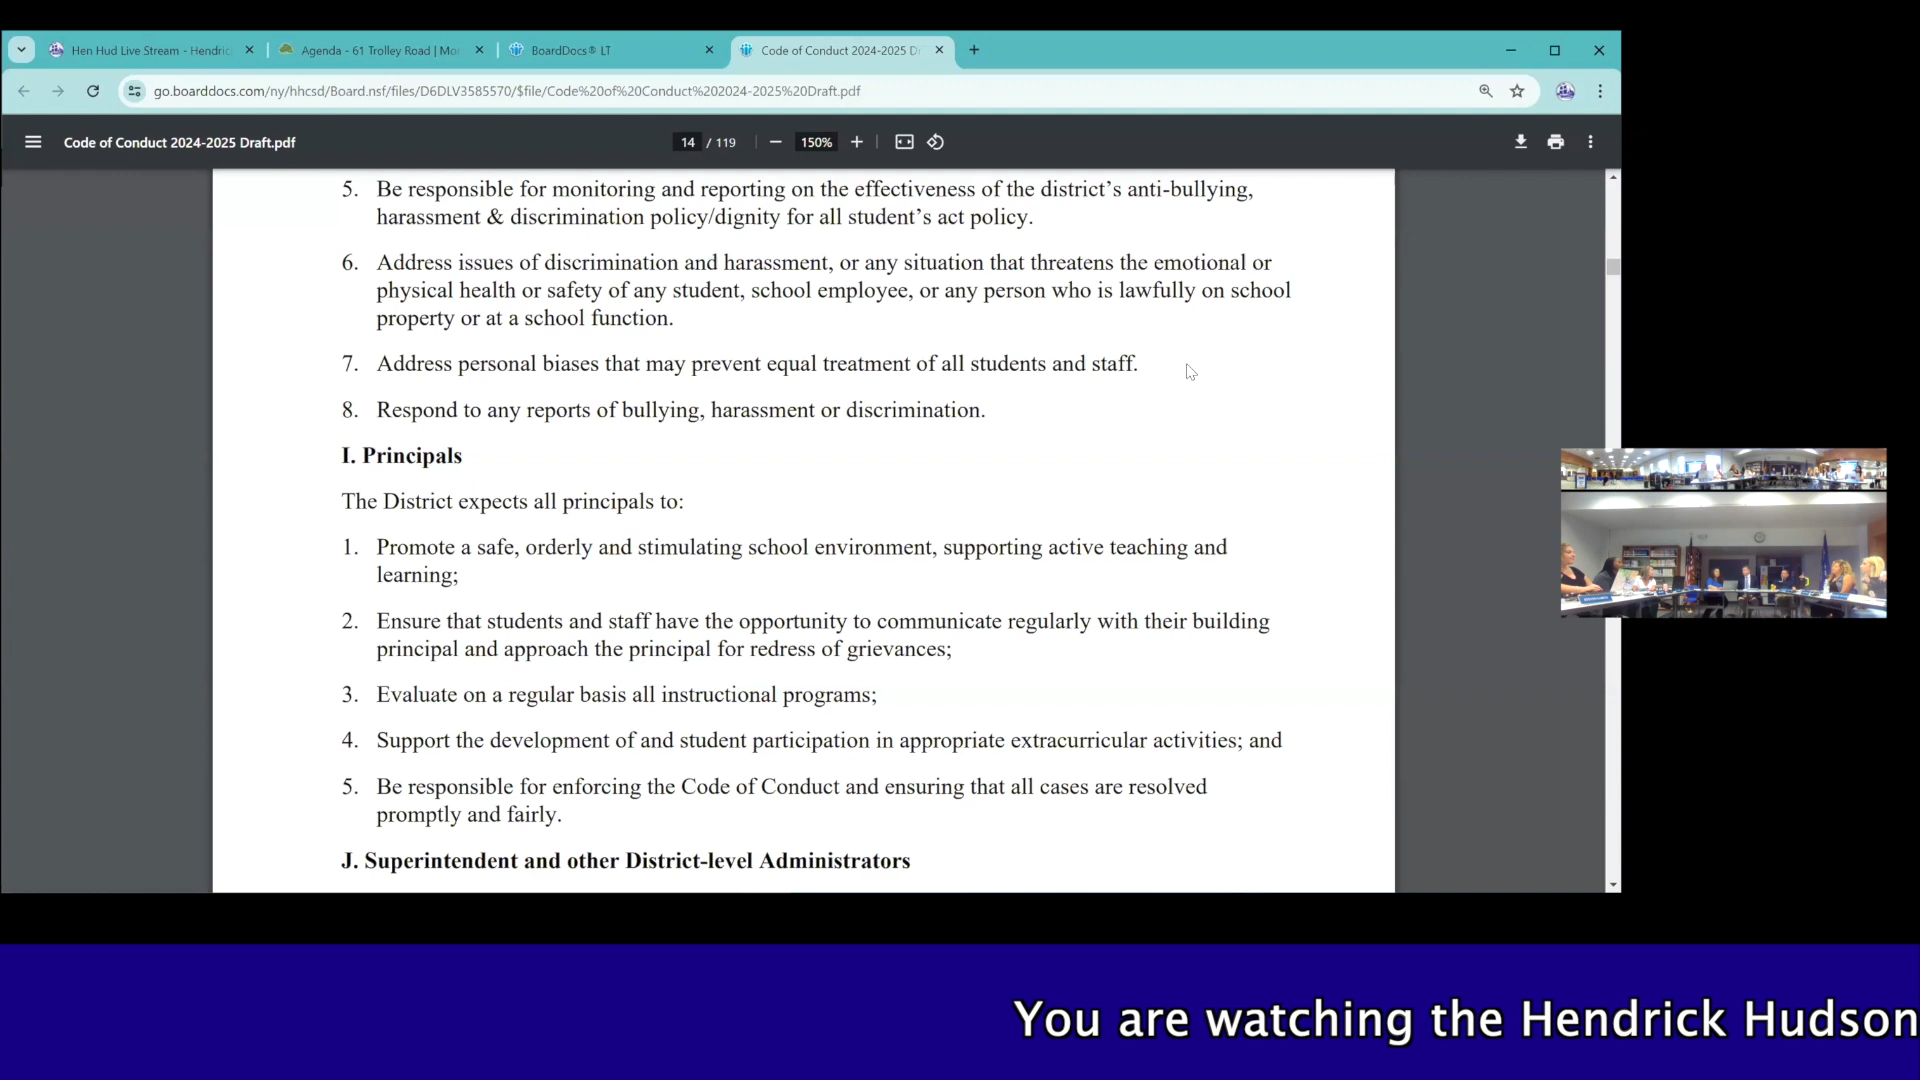 Hen Hud Live Stream - Hendric
Agenda - 61 Trolley Road | Mo
BoardDocs® LT
Code of Conduct 2024-2025 D
go.boarddocs.com/ny/hhcsd/Board.nsf/files/D6DLV3585570/$file/Code%20of%20Conduct%202024-2025%20Draft.pdf
Code of Conduct 2024-2025 Draft.pdf
14 / 119
150%
5. Be responsible for monitoring and reporting on the effectiveness of the district's anti-bullying,
harassment & discrimination policy/dignity for all student's act policy.
6. Address issues of discrimination and harassment, or any situation that threatens the emotional or
physical health or safety of any student, school employee, or any person who is lawfully on school
property or at a school function.
7. Address personal biases that may prevent equal treatment of all students and staff.
8. Respond to any reports of bullying, harassment or discrimination.
I. Principals
The District expects all principals to:
1. Promote a safe, orderly and stimulating school environment, supporting active teaching and
learning;
2. Ensure that students and staff have the opportunity to communicate regularly with their building
principal and approach the principal for redress of grievances;
3. Evaluate on a regular basis all instructional programs;
4. Support the development of and student participation in appropriate extracurricular activities; and
5. Be responsible for enforcing the Code of Conduct and ensuring that all cases are resolved
promptly and fairly.
J. Superintendent and other District-level Administrators
You are watching the Hendrick Hudson